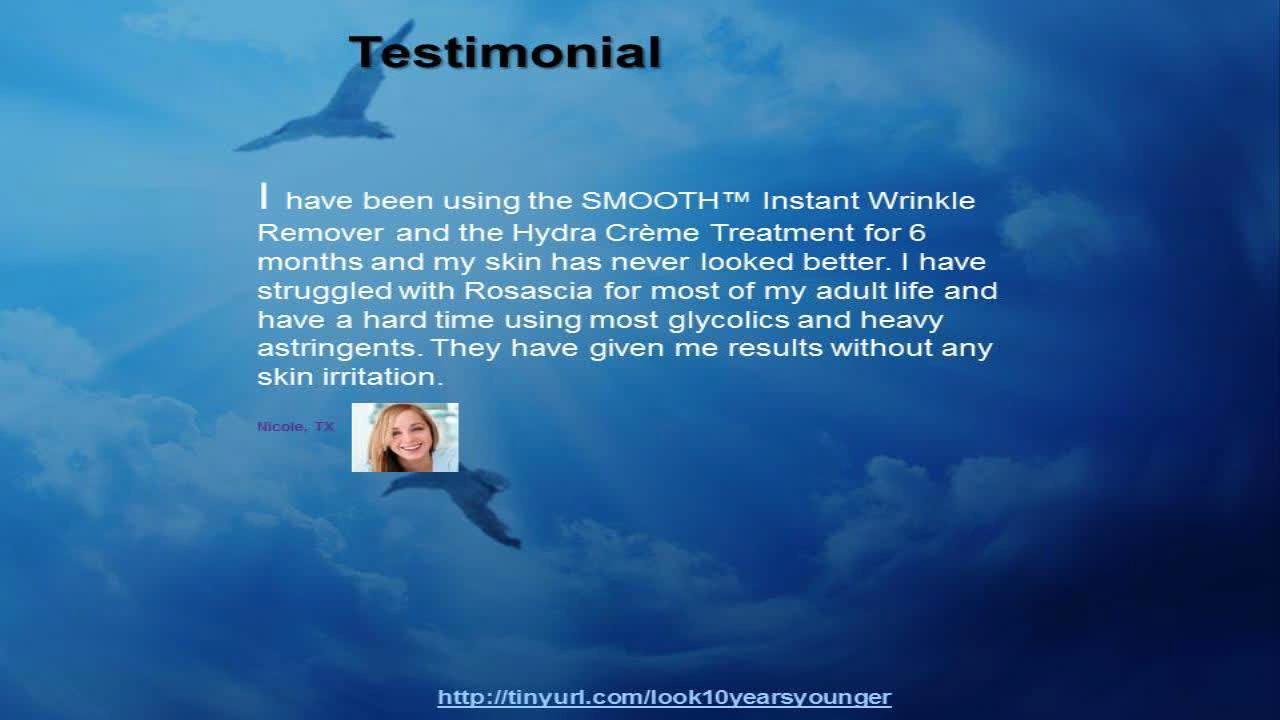 Testimonial
I have been using the SMOOTH™ Instant Wrinkle
Remover and the Hydra Crème Treatment for 6
months and my skin has never looked better. I have
struggled with Rosascia for most of my adult life and
have a hard time using most glycolics and heavy
astringents. They have given me results without any
skin irritation.
Nicole, TX
http://tinyurl.com/look10yearsyounger